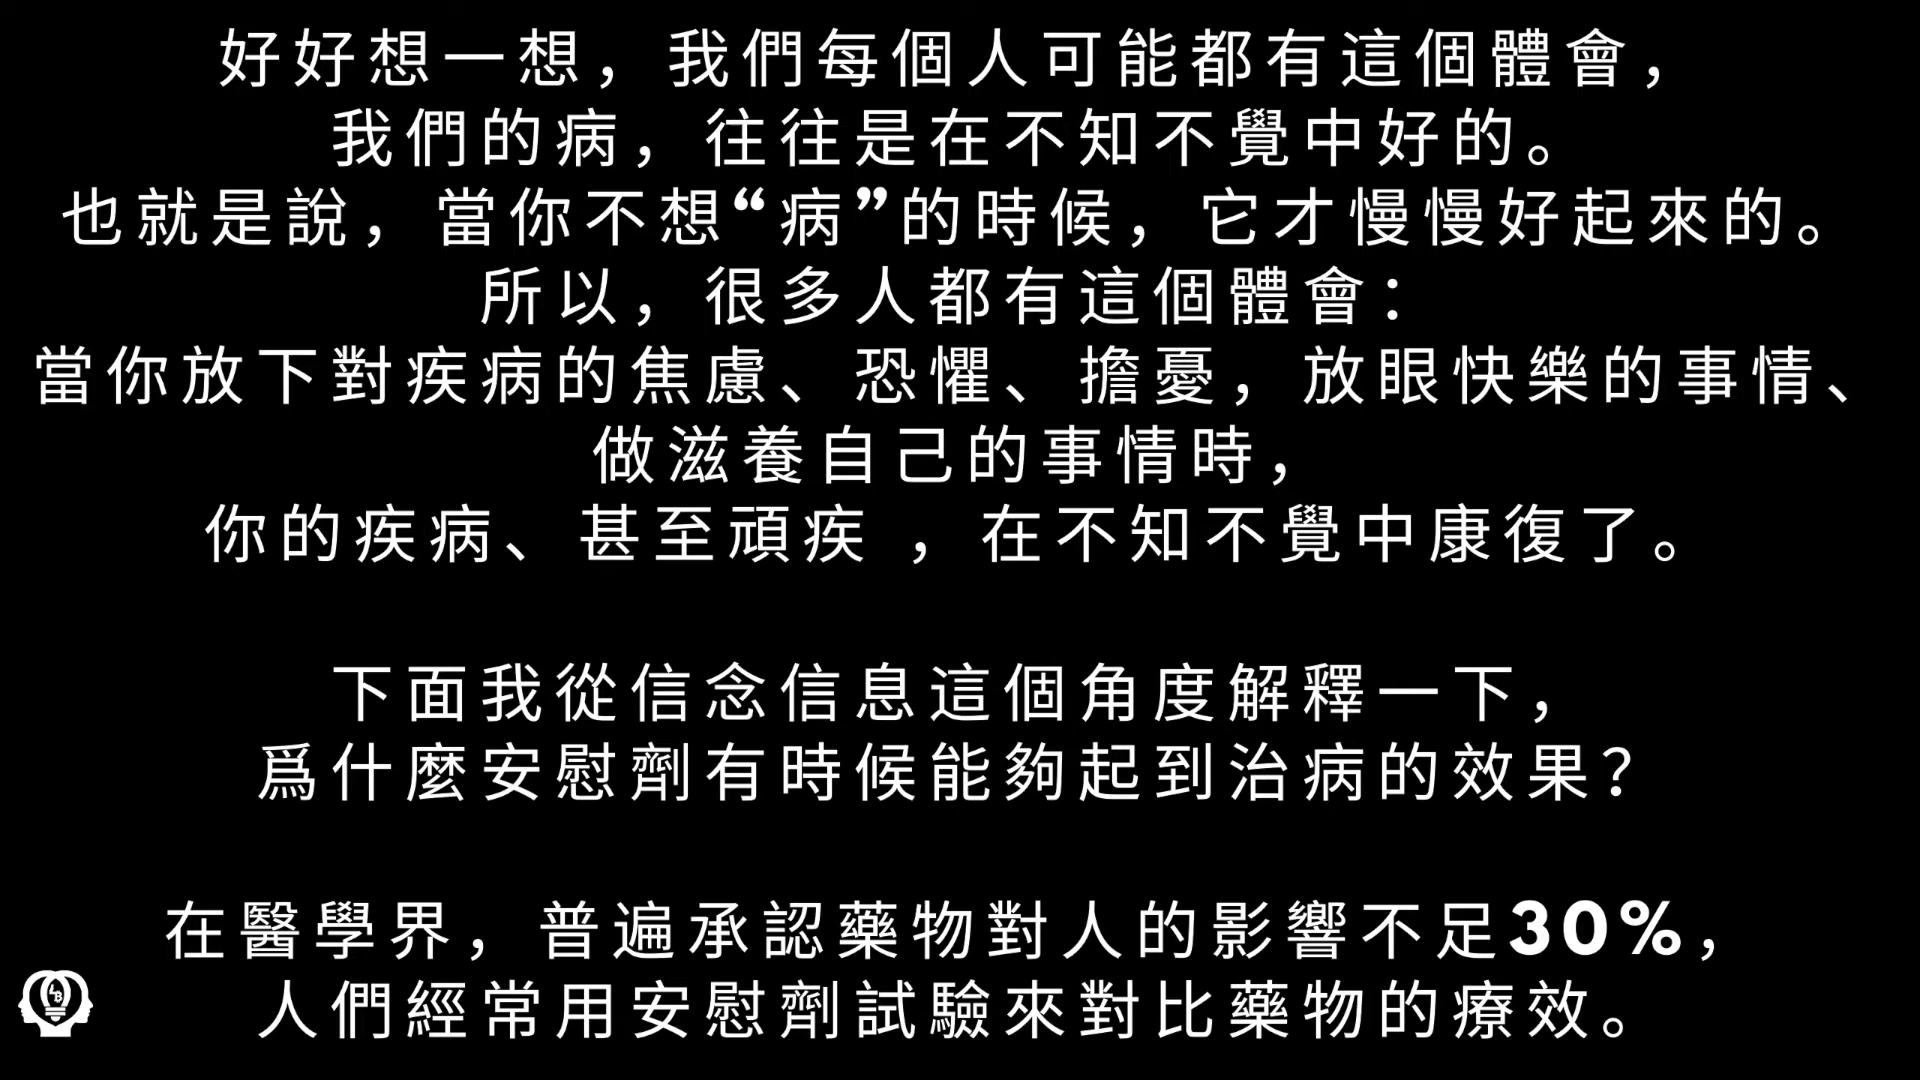 好好想一想，我們每個人可能都有這個體會，
我們的病，往往是在不知不覺中好的。
也就是說，當你不想“病”的時候，它才慢慢好起來的。
所以，很多人都有這個體會：
當你放下對疾病的焦慮、恐懼、擔憂，放眼快樂的事情、
做滋養自己的事情時，
你的疾病、甚至頑疾 ，在不知不覺中康復了。
下面我從信念信息這個角度解釋一下，
爲什麼安慰劑有時候能夠起到治病的效果？
在醫學界，普遍承認藥物對人的影響不足30%，
人們經常用安慰劑試驗來對比藥物的療效。